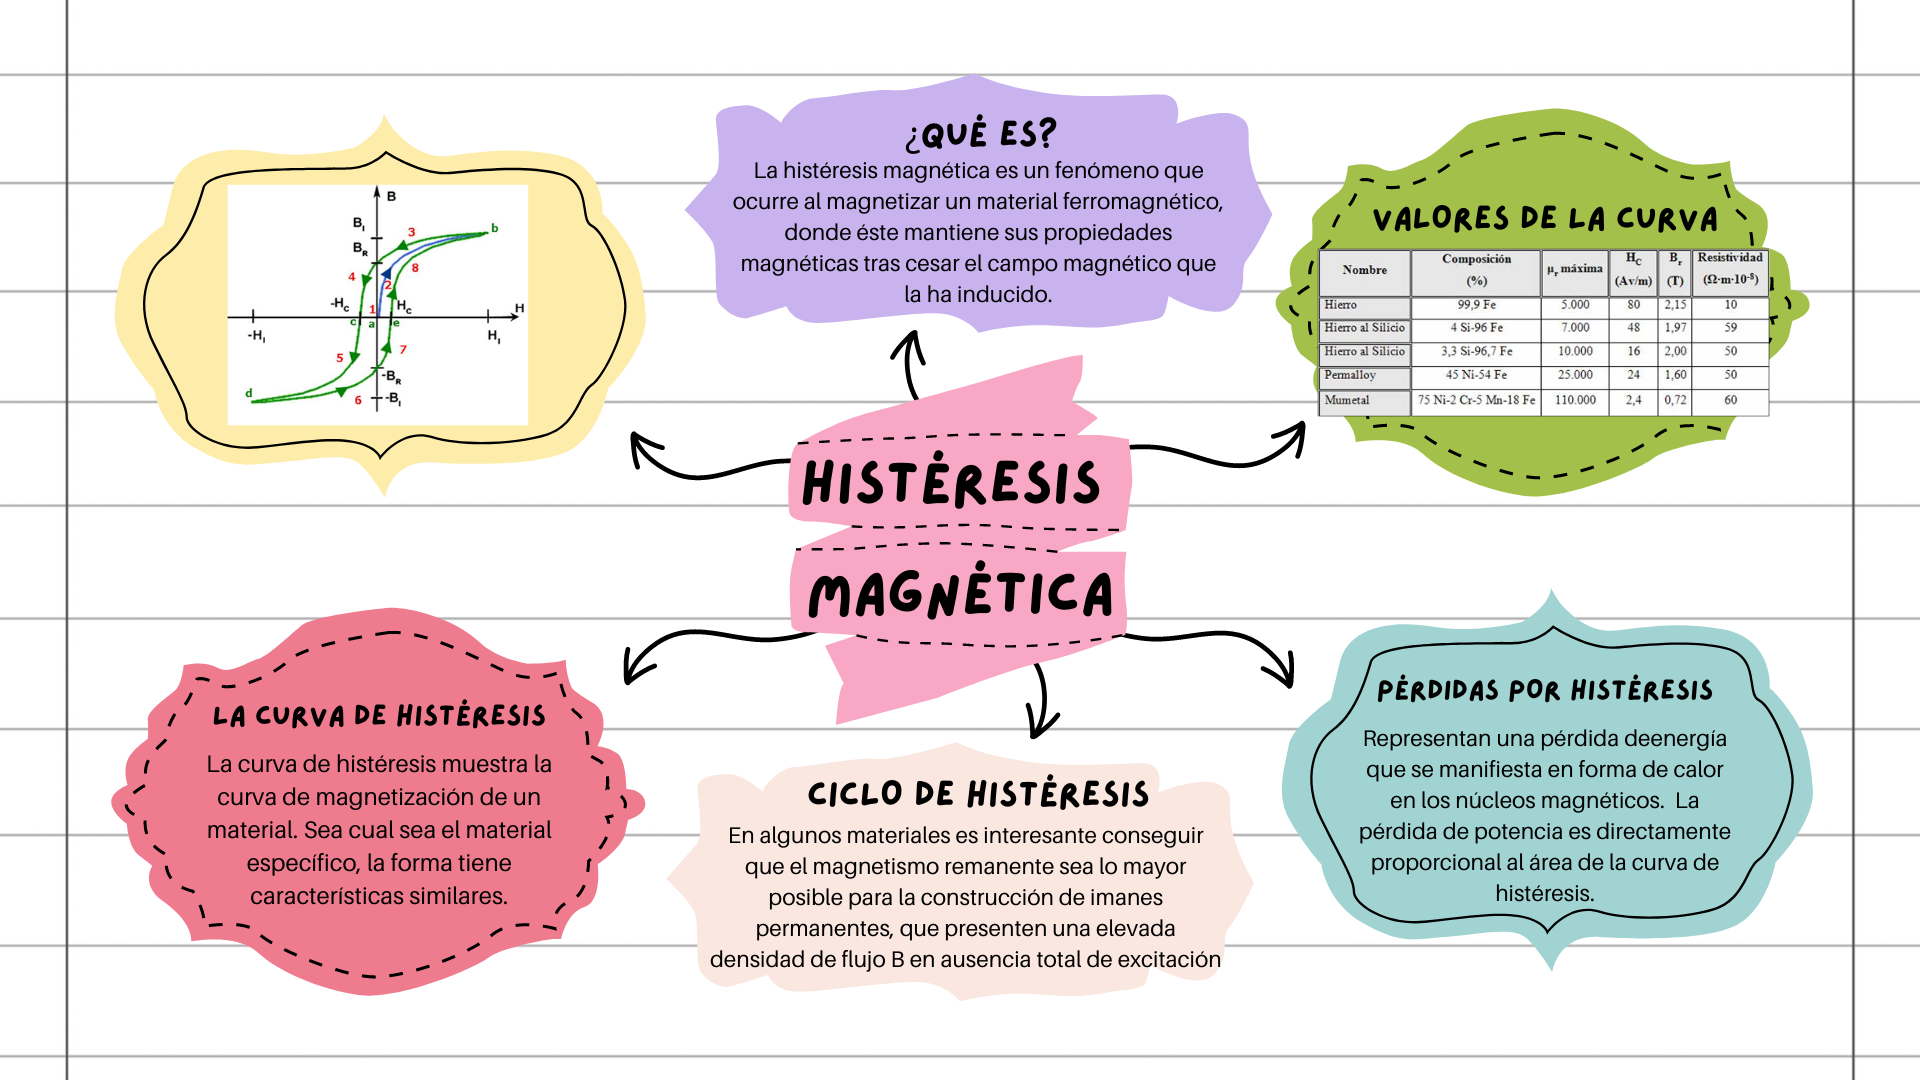 ¿QUÉ ES?
La histéresis magnética es un fenómeno que
ocurre al magnetizar un material ferromagnético,
donde éste mantiene sus propiedades
magnéticas tras cesar el campo magnético que
la ha inducido.
B
B_I
B_R
3
b
4
8
2
-H_C
1
H_C
H
c
a
e
-H_I
H_I
5
7
-B_R
d
6
-B_I
VALORES DE LA CURVA
Nombre Composición (%) μ_r máxima H_C (Av/m) B_r (T) Resistividad (Ω·m·10⁻⁸)
Hierro 99,9 Fe 5.000 80 2,15 10
Hierro al Silicio 4 Si-96 Fe 7.000 48 1,97 59
Hierro al Silicio 3,3 Si-96,7 Fe 10.000 16 2,00 50
Permalloy 45 Ni-54 Fe 25.000 24 1,60 50
Mumetal 75 Ni-2 Cr-5 Mn-18 Fe 110.000 2,4 0,72 60
HISTÉRESIS
MAGNÉTICA
LA CURVA DE HISTÉRESIS
La curva de histéresis muestra la
curva de magnetización de un
material. Sea cual sea el material
específico, la forma tiene
características similares.
CICLO DE HISTÉRESIS
En algunos materiales es interesante conseguir
que el magnetismo remanente sea lo mayor
posible para la construcción de imanes
permanentes, que presenten una elevada
densidad de flujo B en ausencia total de excitación
PÉRDIDAS POR HISTÉRESIS
Representan una pérdida deenergía
que se manifiesta en forma de calor
en los núcleos magnéticos. La
pérdida de potencia es directamente
proporcional al área de la curva de
histéresis.